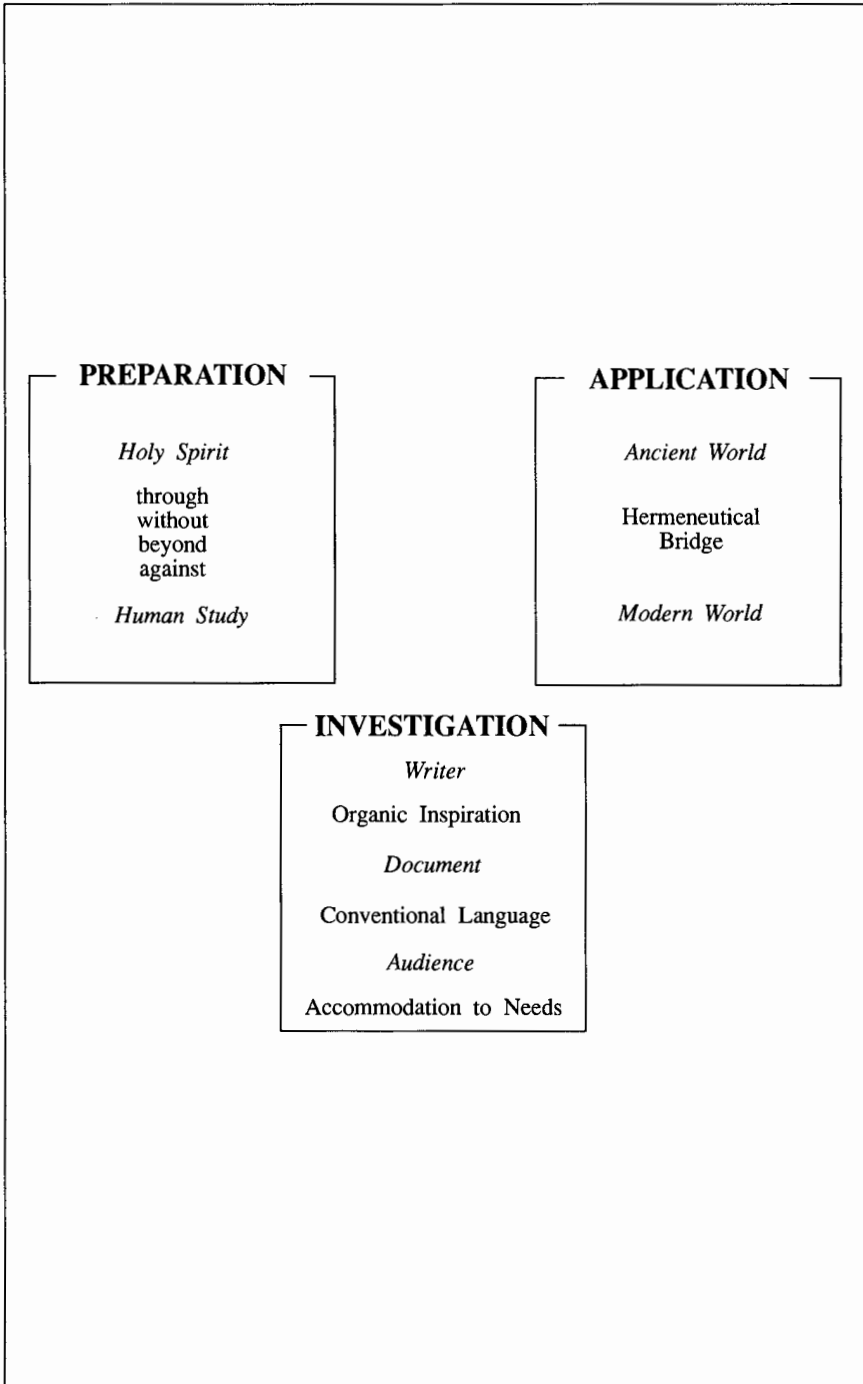 PREPARATION
Holy Spirit
through
without
beyond
against
Human Study
APPLICATION
Ancient World
Hermeneutical
Bridge
Modern World
INVESTIGATION
Writer
Organic Inspiration
Document
Conventional Language
Audience
Accommodation to Needs